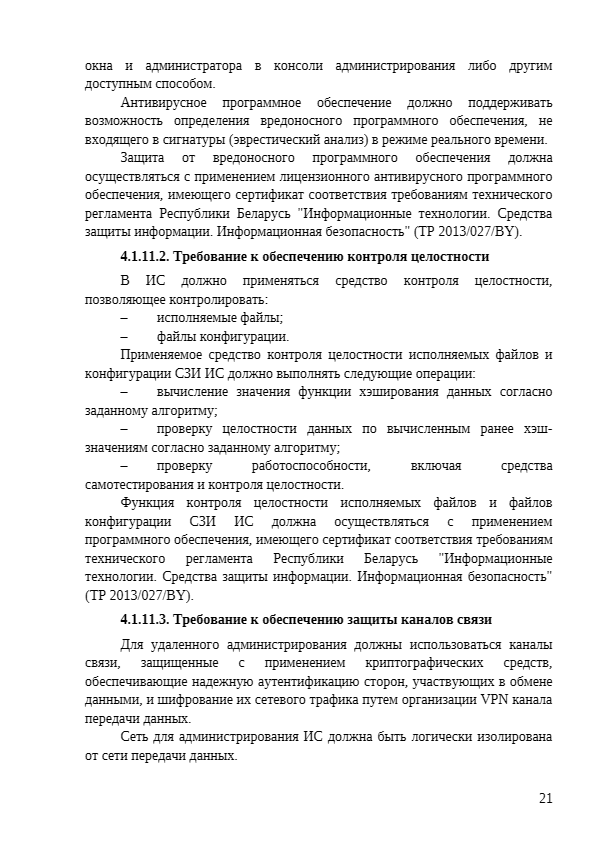 окна и администратора в консоли администрирования либо другим
доступным способом.
Антивирусное программное обеспечение должно поддерживать
возможность определения вредоносного программного обеспечения, не
входящего в сигнатуры (эврестический анализ) в режиме реального времени.
Защита от вредоносного программного обеспечения должна
осуществляться с применением лицензионного антивирусного программного
обеспечения, имеющего сертификат соответствия требованиям технического
регламента Республики Беларусь "Информационные технологии. Средства
защиты информации. Информационная безопасность" (ТР 2013/027/BY).
4.1.11.2. Требование к обеспечению контроля целостности
В ИС должно применяться средство контроля целостности,
позволяющее контролировать:
– исполняемые файлы;
– файлы конфигурации.
Применяемое средство контроля целостности исполняемых файлов и
конфигурации СЗИ ИС должно выполнять следующие операции:
– вычисление значения функции хэширования данных согласно
заданному алгоритму;
– проверку целостности данных по вычисленным ранее хэш-
значениям согласно заданному алгоритму;
– проверку работоспособности, включая средства
самотестирования и контроля целостности.
Функция контроля целостности исполняемых файлов и файлов
конфигурации СЗИ ИС должна осуществляться с применением
программного обеспечения, имеющего сертификат соответствия требованиям
технического регламента Республики Беларусь "Информационные
технологии. Средства защиты информации. Информационная безопасность"
(ТР 2013/027/BY).
4.1.11.3. Требование к обеспечению защиты каналов связи
Для удаленного администрирования должны использоваться каналы
связи, защищенные с применением криптографических средств,
обеспечивающие надежную аутентификацию сторон, участвующих в обмене
данными, и шифрование их сетевого трафика путем организации VPN канала
передачи данных.
Сеть для администрирования ИС должна быть логически изолирована
от сети передачи данных.
21